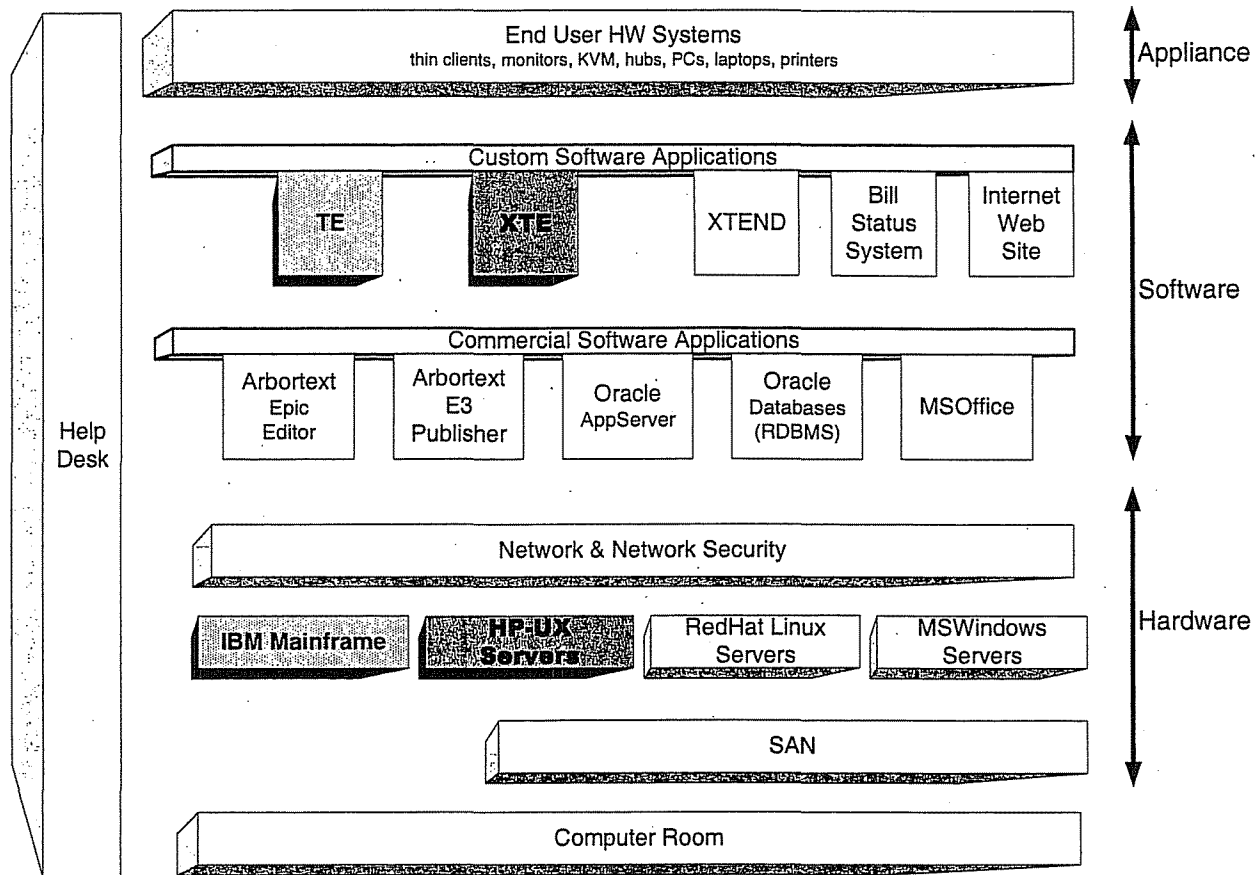 End User HW Systems
thin clients, monitors, KVM, hubs, PCs, laptops, printers
Appliance
Custom Software Applications
TE
XTE
XTEND
Bill
Status
System
Internet
Web
Site
Software
Commercial Software Applications
Arbortext
Epic
Editor
Arbortext
E3
Publisher
Oracle
AppServer
Oracle
Databases
(RDBMS)
MSOffice
Help
Desk
Network & Network Security
Hardware
IBM Mainframe
HP-UX
Servers
RedHat Linux
Servers
MSWindows
Servers
SAN
Computer Room